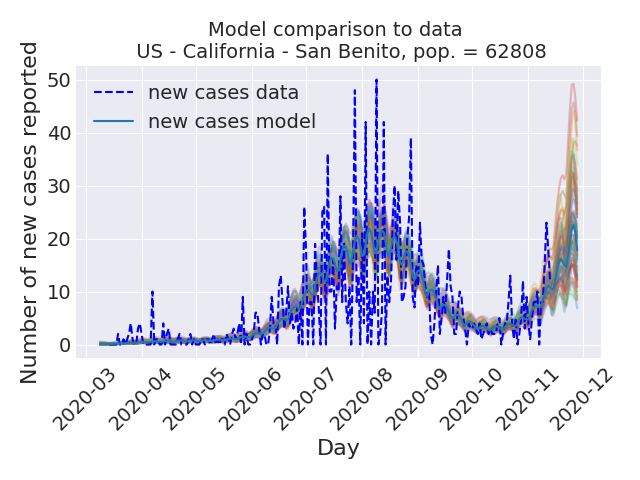 Model comparison to data
US - California - San Benito, pop. = 62808
Number of new cases reported
50
40
30
20
10
0
new cases data
new cases model
2020-03
2020-04
2020-05
2020-06
2020-07
2020-08
2020-09
2020-10
2020-11
2020-12
Day